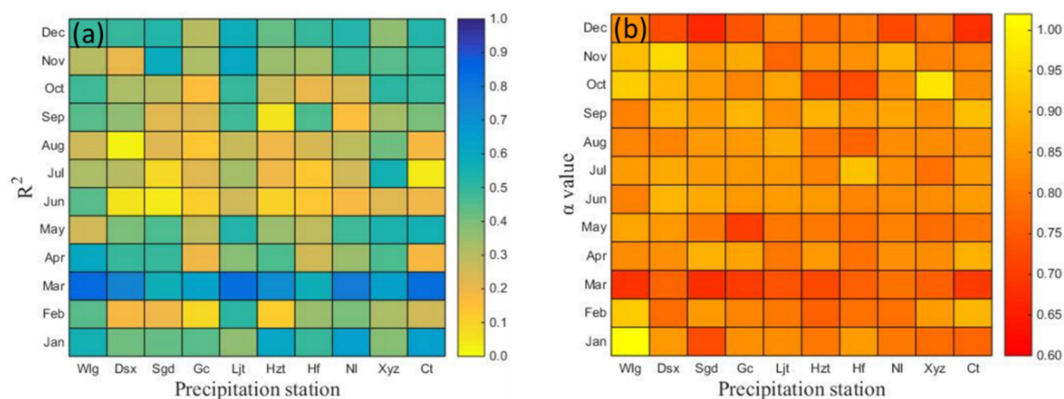 (a)
R²
Dec
Nov
Oct
Sep
Aug
Jul
Jun
May
Apr
Mar
Feb
Jan
Wlg Dsx Sgd Gc Ljt Hzt Hf Nl Xyz Ct
Precipitation station
1.0
0.9
0.8
0.7
0.6
0.5
0.4
0.3
0.2
0.1
0.0
(b)
α value
Dec
Nov
Oct
Sep
Aug
Jul
Jun
May
Apr
Mar
Feb
Jan
Wlg Dsx Sgd Gc Ljt Hzt Hf Nl Xyz Ct
Precipitation station
1.00
0.95
0.90
0.85
0.80
0.75
0.70
0.65
0.60